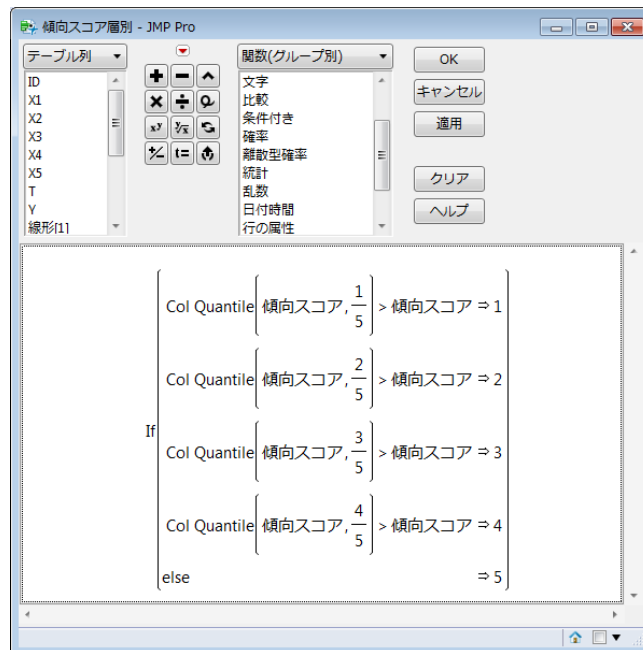 傾向スコア層別 - JMP Pro
テーブル列
ID
X1
X2
X3
X4
X5
T
Y
線形[1]
xʸ
ʸ√x
t=
関数(グループ別)
文字
比較
条件付き
確率
離散型確率
統計
乱数
日付時間
行の属性
OK
キャンセル
適用
クリア
ヘルプ
If
Col Quantile(傾向スコア, 1/5) > 傾向スコア ⇒ 1
Col Quantile(傾向スコア, 2/5) > 傾向スコア ⇒ 2
Col Quantile(傾向スコア, 3/5) > 傾向スコア ⇒ 3
Col Quantile(傾向スコア, 4/5) > 傾向スコア ⇒ 4
else ⇒ 5